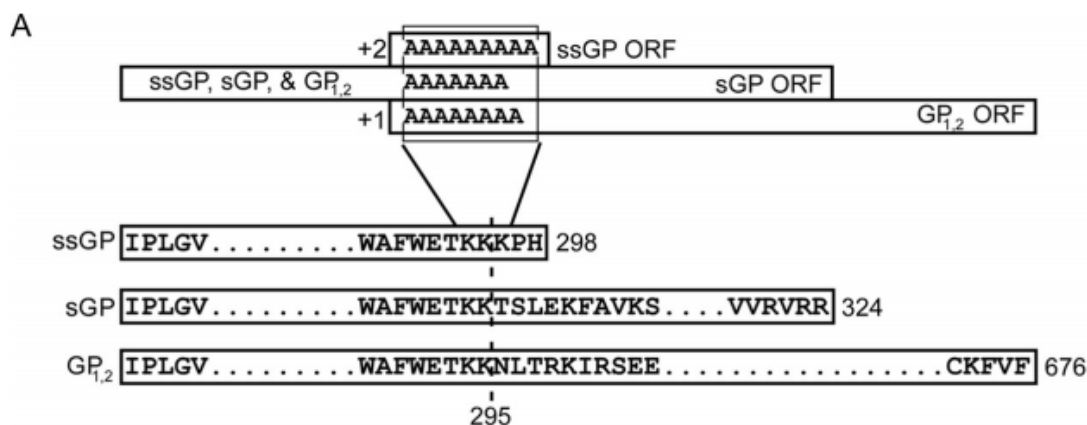 A
+2 AAAAAAAAA ssGP ORF
ssGP, sGP, & GP1,2 AAAAAAA sGP ORF
+1 AAAAAAAA GP1,2 ORF
ssGP IPLGV.........WAFWETKKKPH 298
sGP IPLGV.........WAFWETKKTSLEKFAVKS....VVRVRR 324
GP1,2 IPLGV.........WAFWETKKNLTRKIRSEE.................CKFVF 676
295